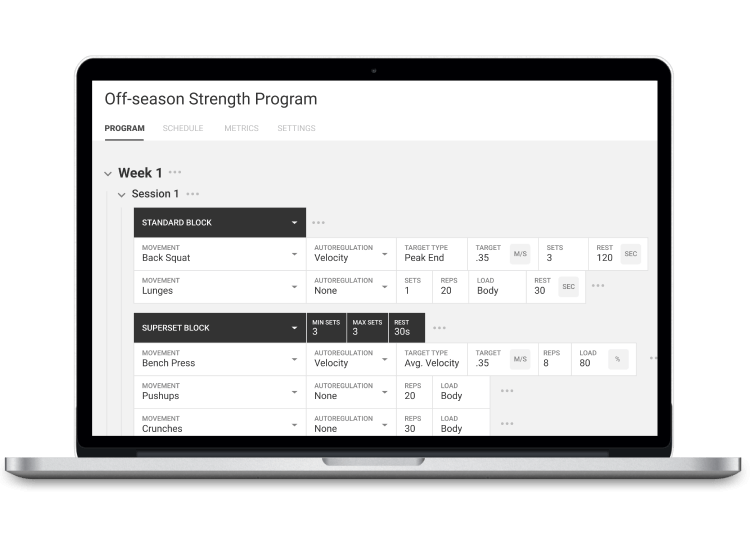 Off-season Strength Program
PROGRAM SCHEDULE METRICS SETTINGS
Week 1
Session 1
STANDARD BLOCK
MOVEMENT AUTOREGULATION TARGET TYPE TARGET SETS REST
Back Squat Velocity Peak End .35 M/S 3 120 SEC
MOVEMENT AUTOREGULATION SETS REPS LOAD REST
Lunges None 1 20 Body 30 SEC
SUPERSET BLOCK MIN SETS MAX SETS REST
3 3 30s
MOVEMENT AUTOREGULATION TARGET TYPE TARGET REPS LOAD
Bench Press Velocity Avg. Velocity .35 M/S 8 80 %
MOVEMENT AUTOREGULATION REPS LOAD
Pushups None 20 Body
MOVEMENT AUTOREGULATION REPS LOAD
Crunches None 30 Body